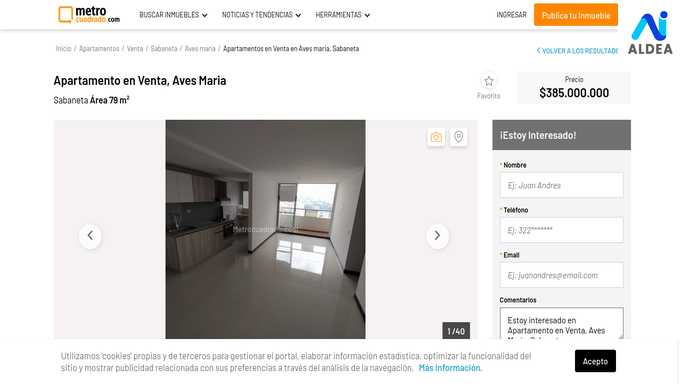 metro
cuadrado.com
BUSCAR INMUEBLES
NOTICIAS Y TENDENCIAS
HERRAMIENTAS
INGRESAR
Publica tu Inmueble
ALDEA
Inicio / Apartamentos / Venta / Sabaneta / Aves maria / Apartamentos en Venta en Aves maria, Sabaneta
VOLVER A LOS RESULTADO
Apartamento en Venta, Aves Maria
Sabaneta Área 79 m²
Favorito
Precio
$385.000.000
¡Estoy Interesado!
* Nombre
Ej: Juan Andres
* Teléfono
Ej: 322*******
* Email
Ej: juanandres@email.com
Comentarios
Estoy interesado en
Apartamento en Venta, Aves
Metrocuadrado.com
1 /40
Utilizamos 'cookies' propias y de terceros para gestionar el portal, elaborar información estadística, optimizar la funcionalidad del
sitio y mostrar publicidad relacionada con sus preferencias a través del análisis de la navegación. Más Información.
Acepto